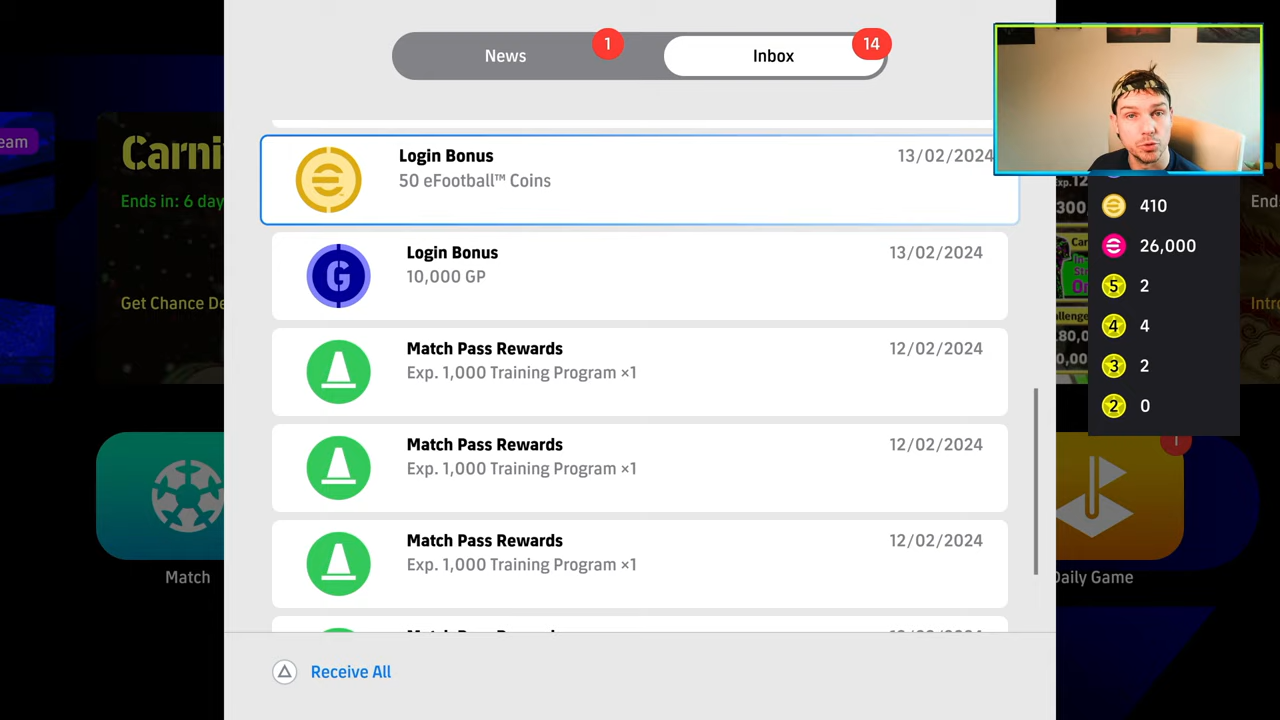 News
1
Inbox
14
eam
Carni
Ends in: 6 day
Get Chance De
Login Bonus
13/02/2024
50 eFootball™ Coins
Login Bonus
13/02/2024
10,000 GP
G
Match Pass Rewards
12/02/2024
Exp. 1,000 Training Program ×1
Match Pass Rewards
12/02/2024
Exp. 1,000 Training Program ×1
Match Pass Rewards
12/02/2024
Exp. 1,000 Training Program ×1
Receive All
410
26,000
5 2
4 4
3 2
2 0
Match
Daily Game
1
Ends